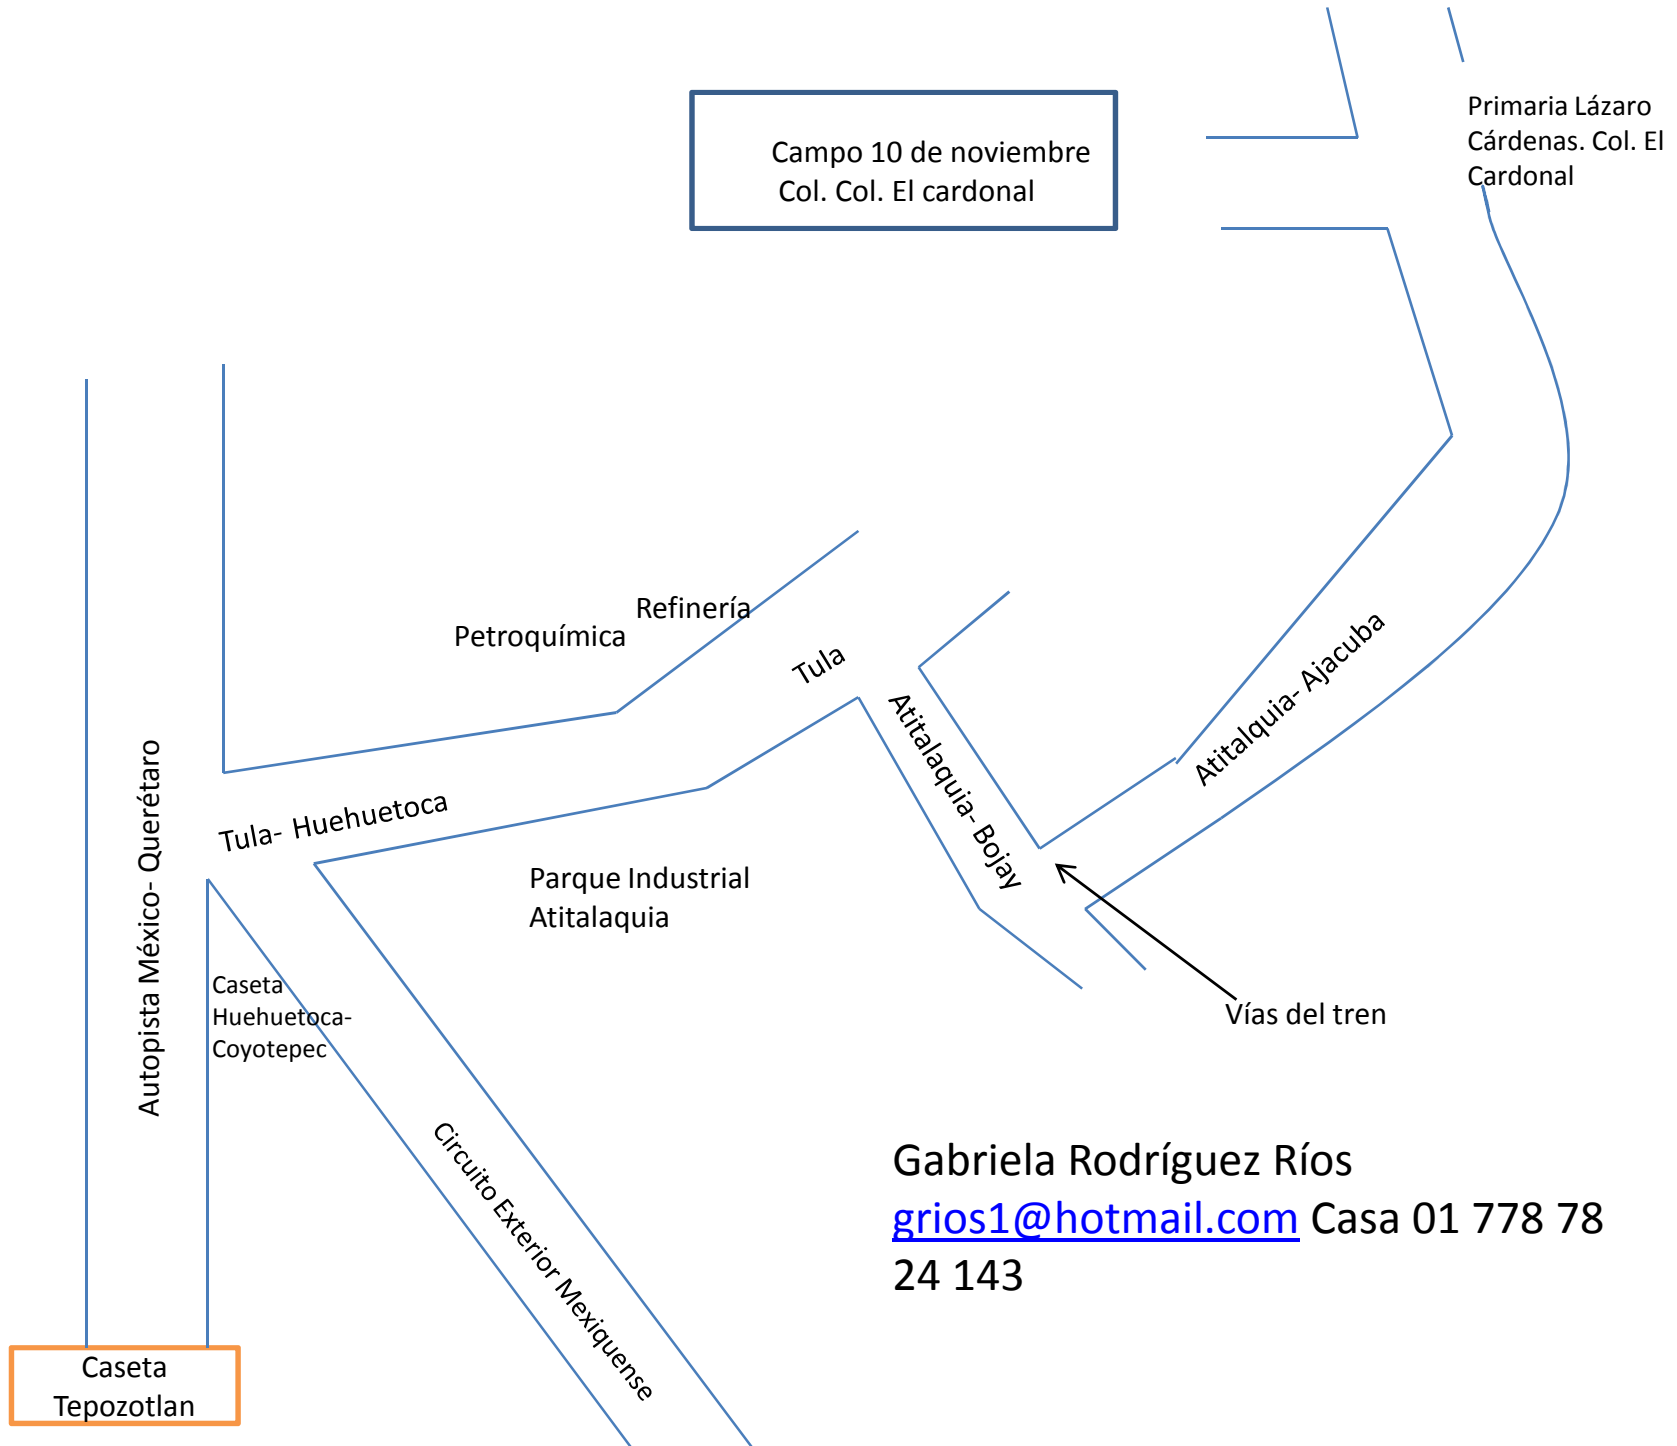 Primaria Lázaro
Cárdenas. Col. El
Cardonal
Campo 10 de noviembre
Col. Col. El cardonal
Refinería
Petroquímica
Tula
Atitalquia- Ajacuba
Atitalaquia- Bojay
Autopista México- Querétaro
Tula- Huehuetoca
Parque Industrial
Atitalaquia
Caseta
Huehuetoca-
Coyotepec
Vías del tren
Circuito Exterior Mexiquense
Gabriela Rodríguez Ríos
grios1@hotmail.com Casa 01 778 78
24 143
Caseta
Tepozotlan